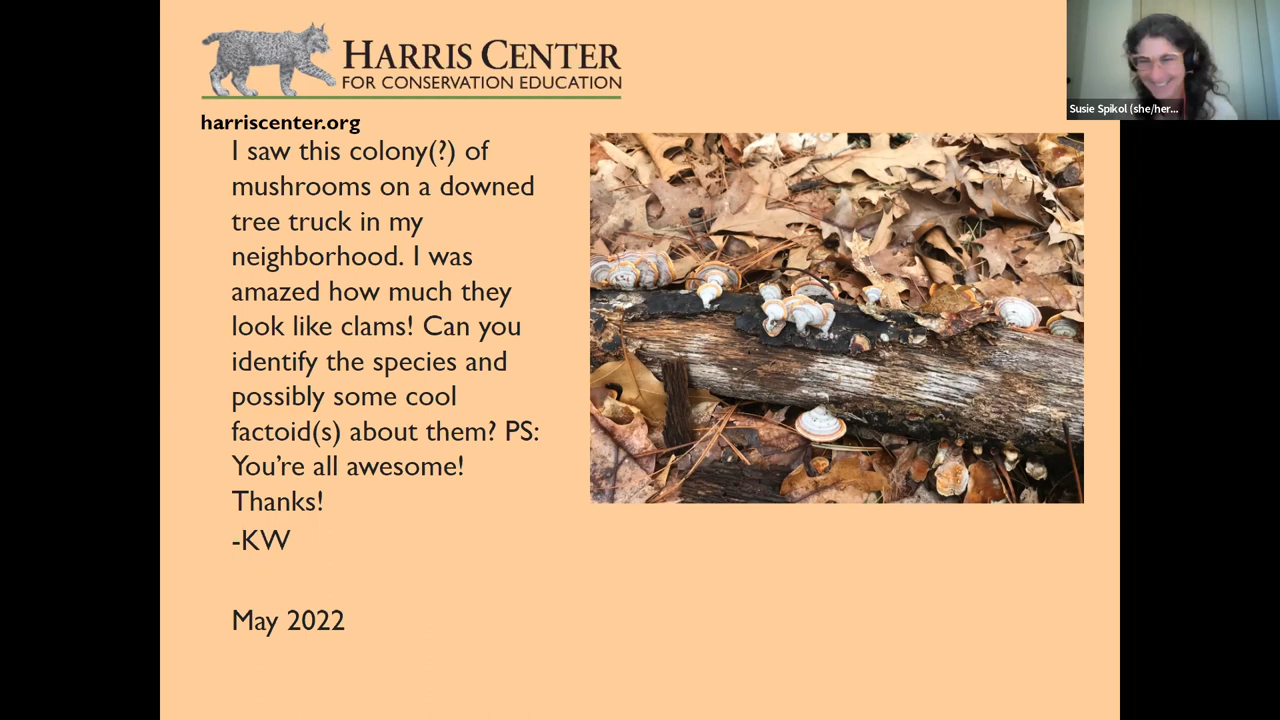 HARRIS CENTER
FOR CONSERVATION EDUCATION
harriscenter.org
I saw this colony(?) of
mushrooms on a downed
tree truck in my
neighborhood. I was
amazed how much they
look like clams! Can you
identify the species and
possibly some cool
factoid(s) about them? PS:
You’re all awesome!
Thanks!
-KW
May 2022
Susie Spikol (she/her...